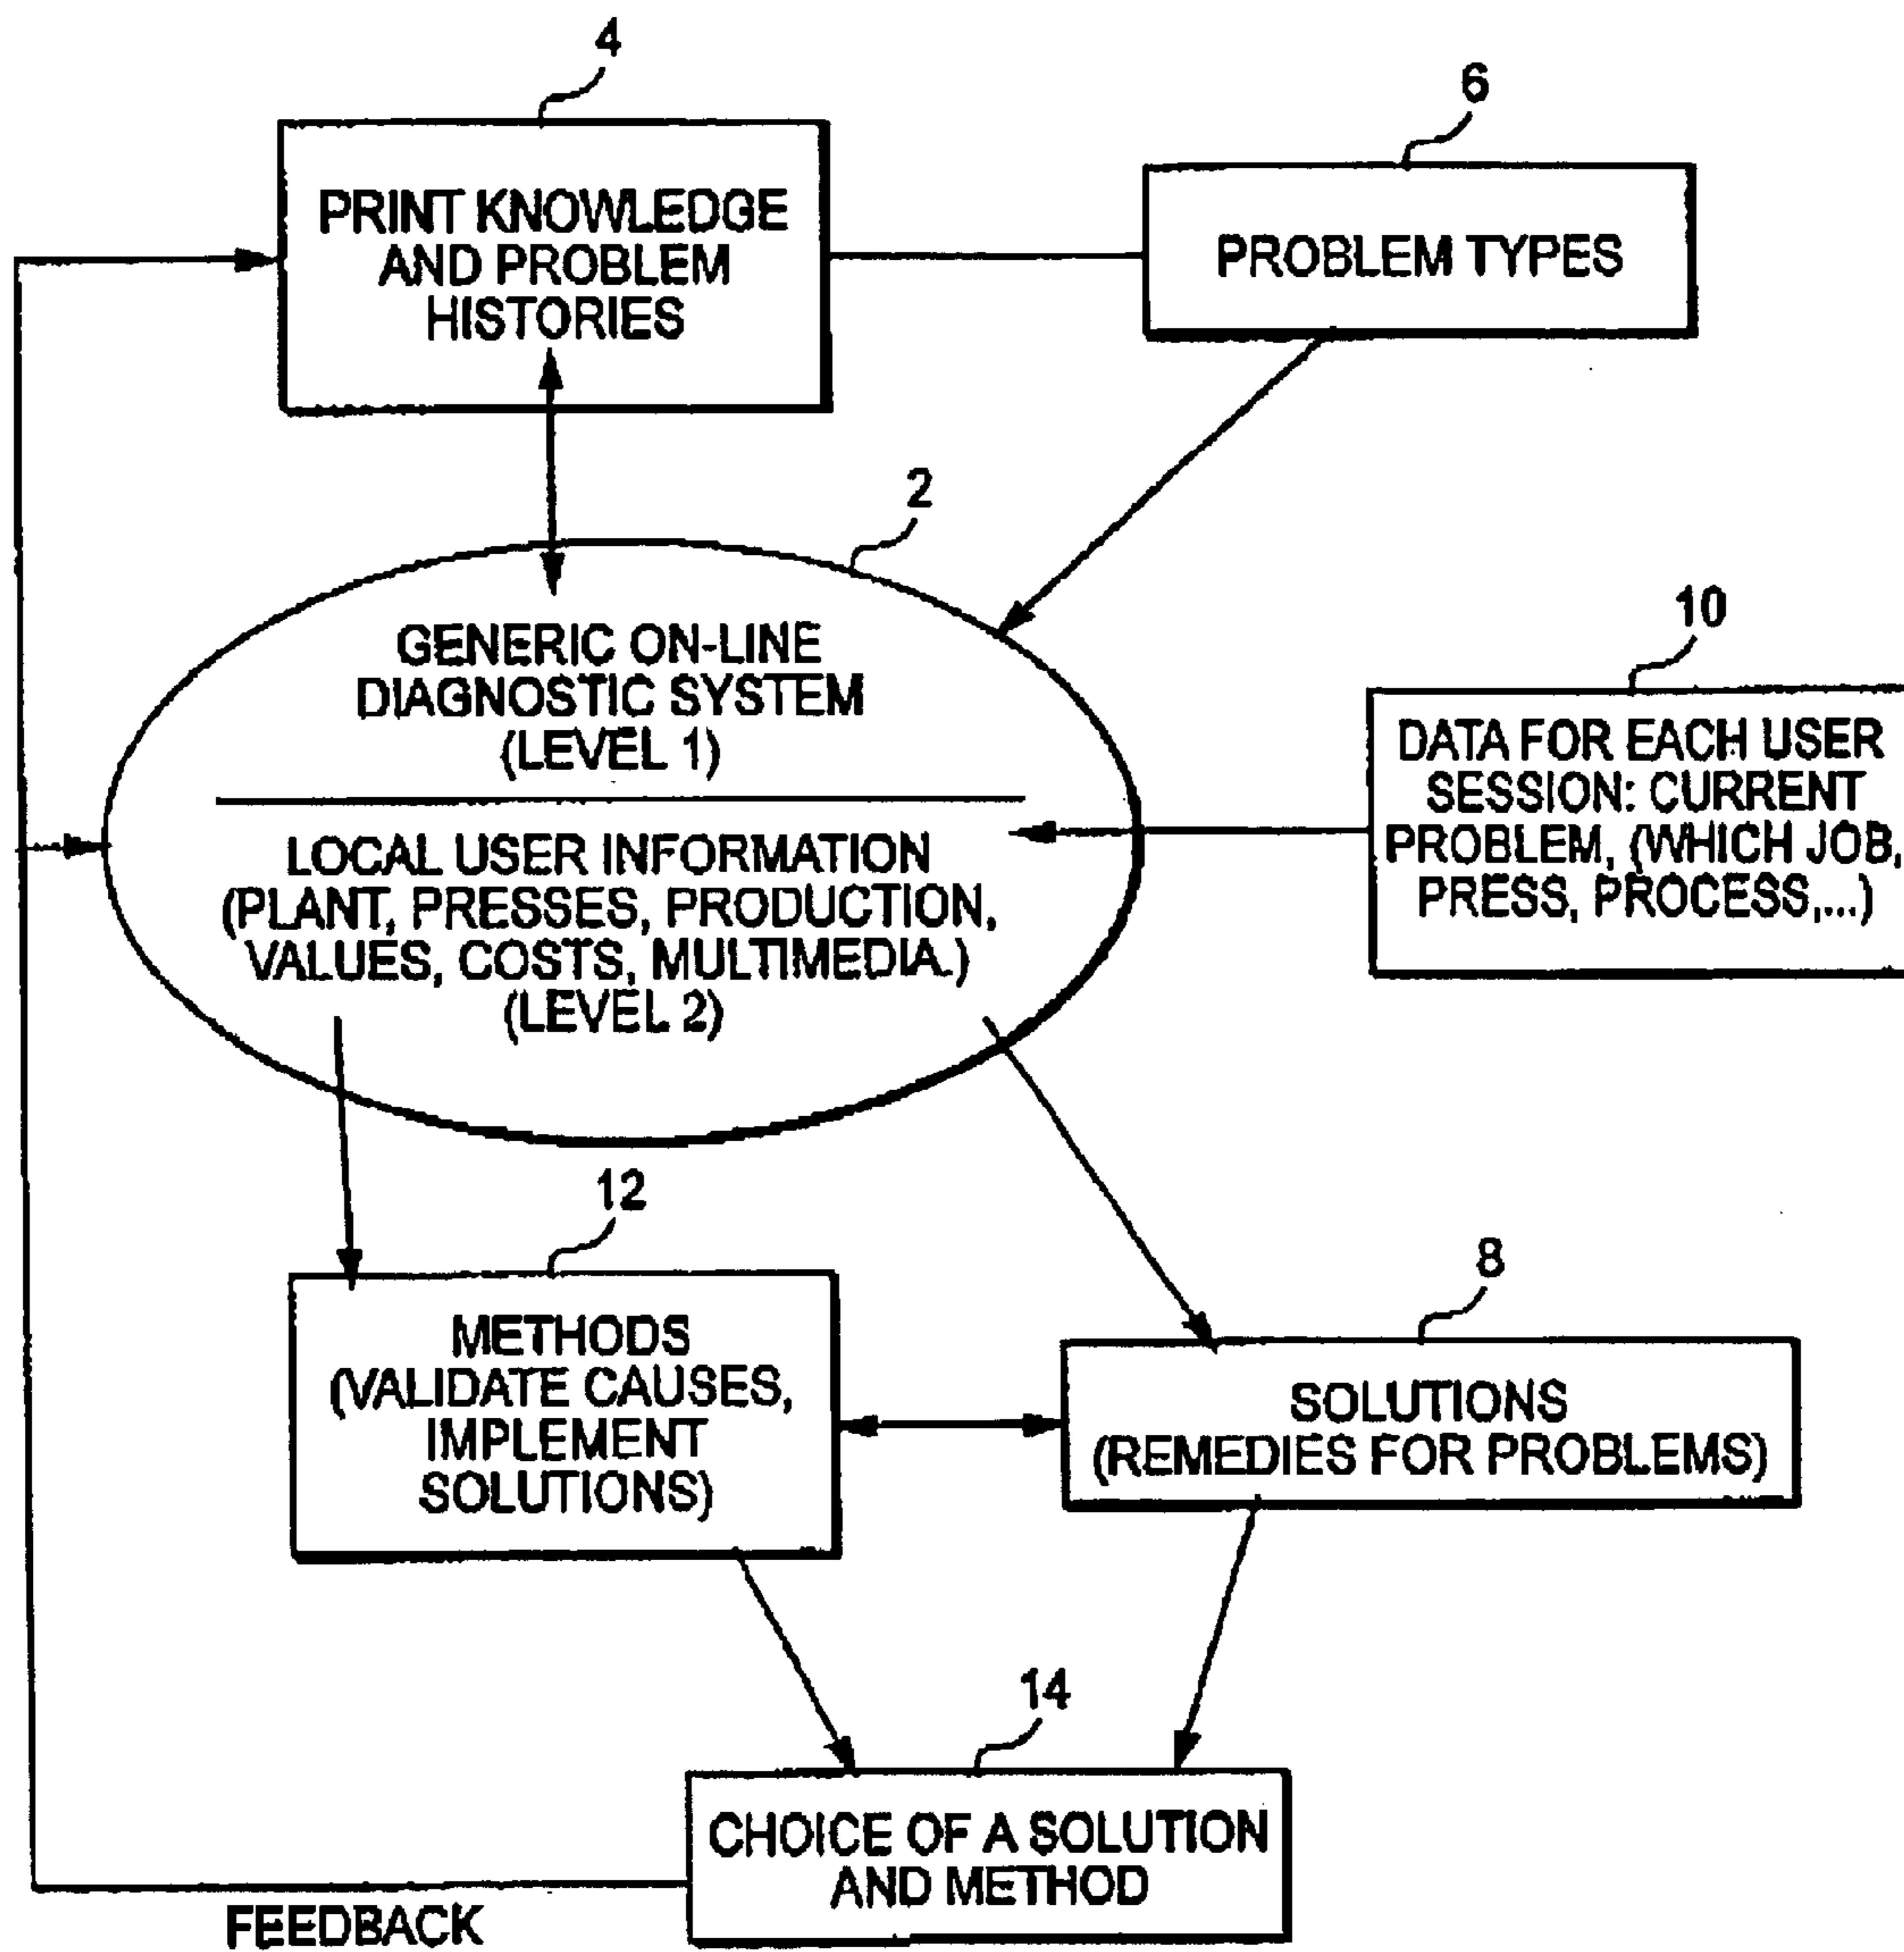 4
PRINT KNOWLEDGE
AND PROBLEM
HISTORIES
6
PROBLEM TYPES
2
GENERIC ON-LINE
DIAGNOSTIC SYSTEM
(LEVEL 1)
LOCAL USER INFORMATION
(PLANT, PRESSES, PRODUCTION,
VALUES, COSTS, MULTIMEDIA.)
(LEVEL 2)
10
DATA FOR EACH USER
SESSION: CURRENT
PROBLEM, (WHICH JOB,
PRESS, PROCESS,...)
12
METHODS
(VALIDATE CAUSES,
IMPLEMENT
SOLUTIONS)
8
SOLUTIONS
(REMEDIES FOR PROBLEMS)
14
CHOICE OF A SOLUTION
AND METHOD
FEEDBACK